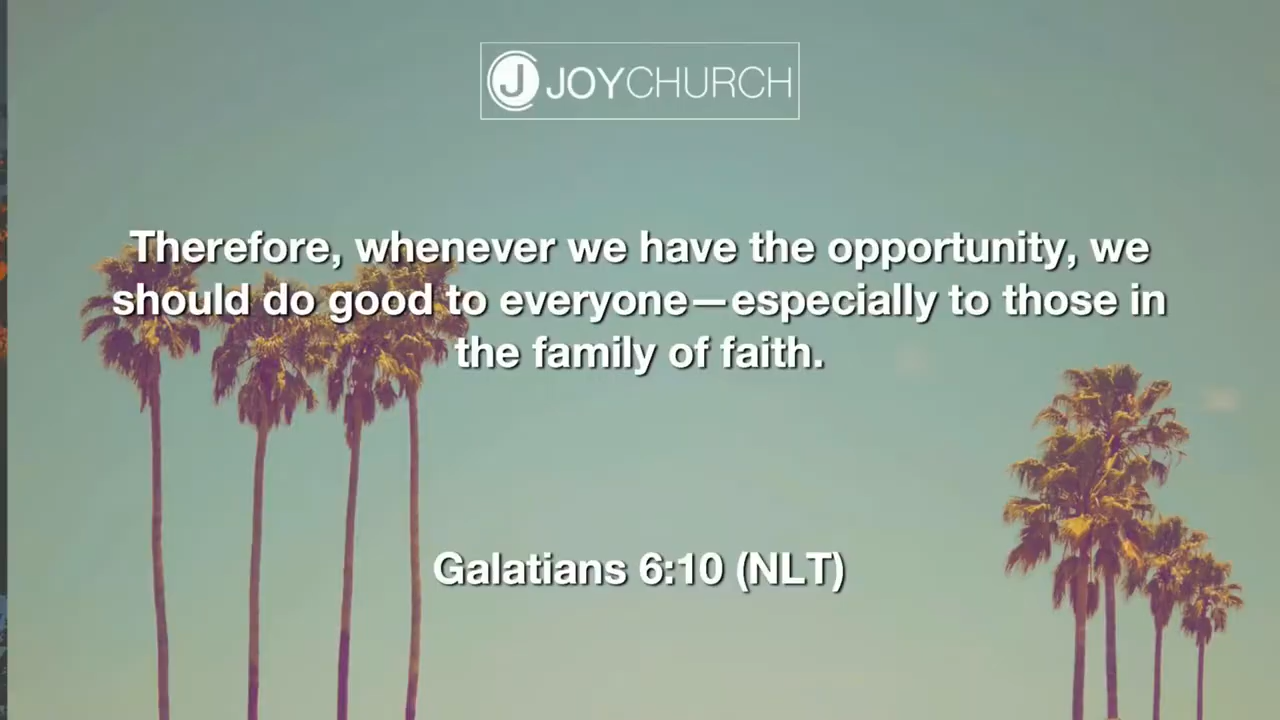 J JOYCHURCH
Therefore, whenever we have the opportunity, we
should do good to everyone—especially to those in
the family of faith.
Galatians 6:10 (NLT)